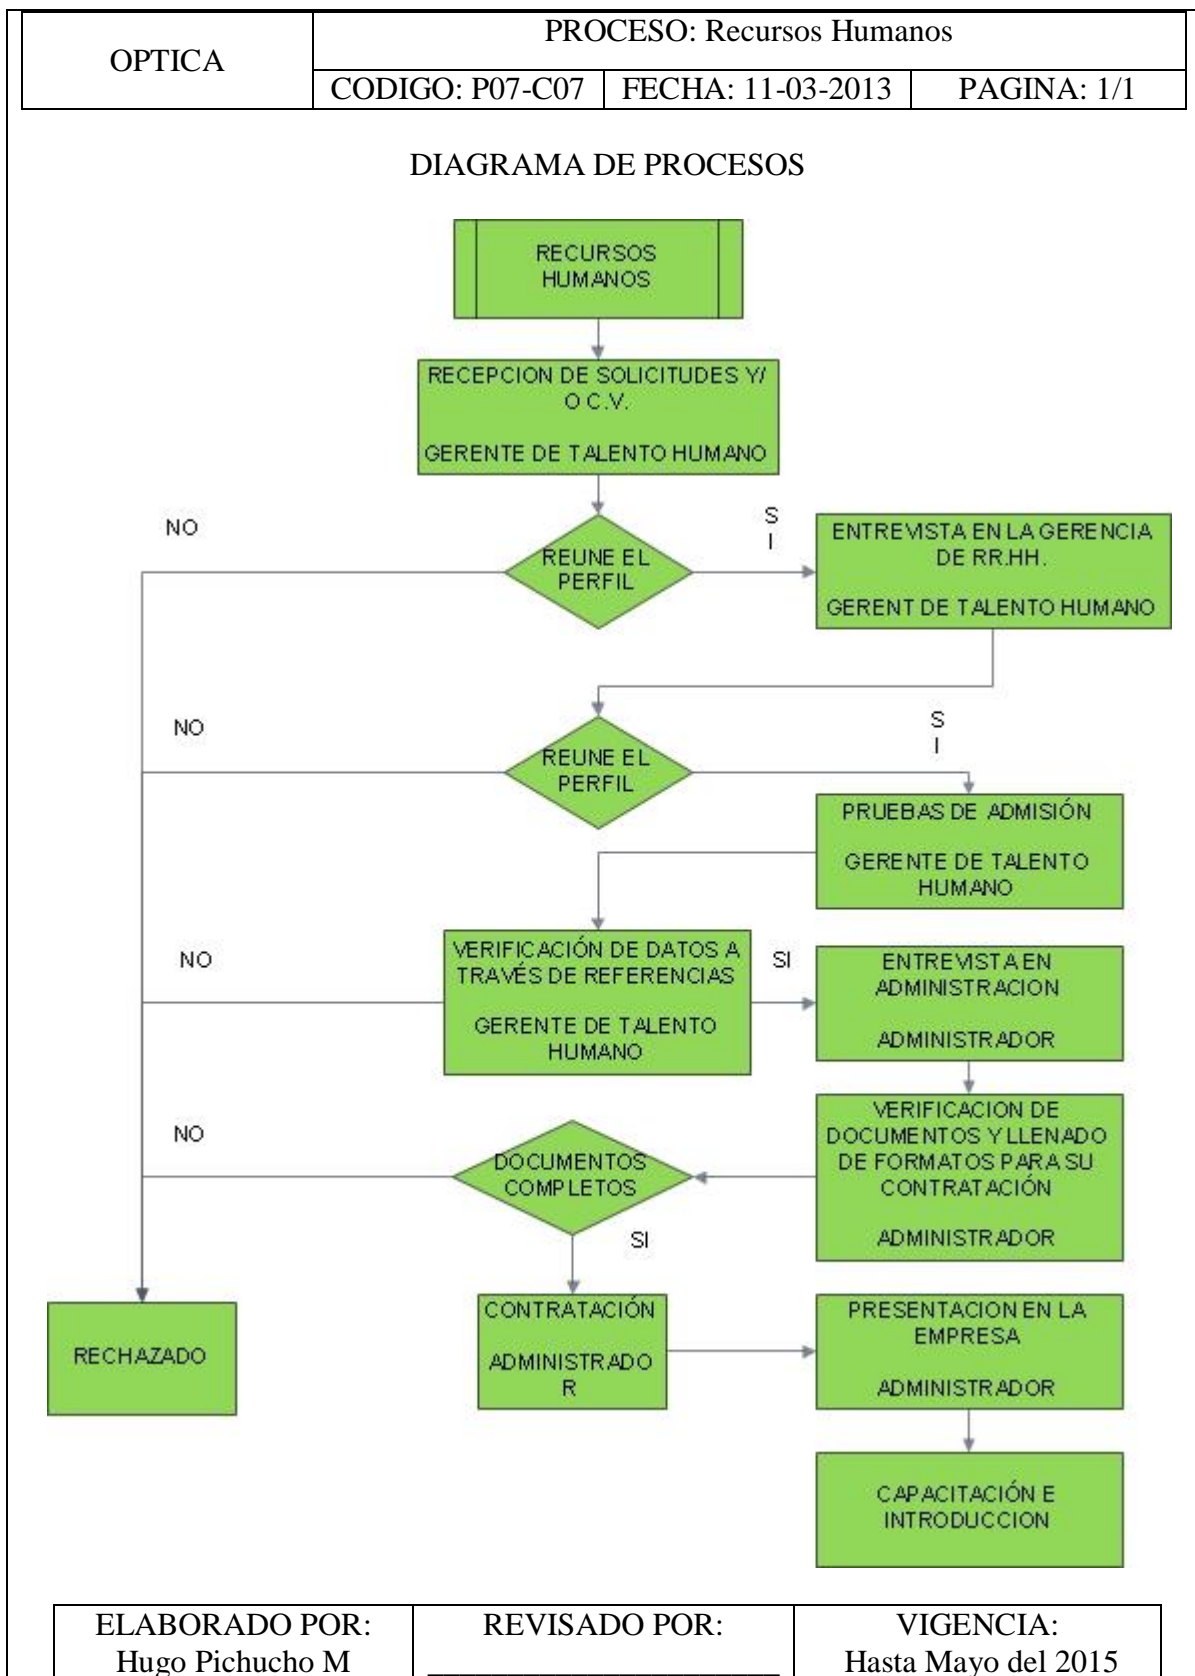 OPTICA
PROCESO: Recursos Humanos
CODIGO: P07-C07
FECHA: 11-03-2013
PAGINA: 1/1
DIAGRAMA DE PROCESOS
RECURSOS
HUMANOS
RECEPCION DE SOLICITUDES Y/
O C.V.
GERENTE DE TALENTO HUMANO
NO
REUNE EL
PERFIL
S
I
ENTREVISTA EN LA GERENCIA
DE RR.HH.
GERENT DE TALENTO HUMANO
NO
REUNE EL
PERFIL
S
I
PRUEBAS DE ADMISIÓN
GERENTE DE TALENTO
HUMANO
NO
VERIFICACIÓN DE DATOS A
TRAVÉS DE REFERENCIAS
GERENTE DE TALENTO
HUMANO
SI
ENTREVISTA EN
ADMINISTRACION
ADMINISTRADOR
VERIFICACION DE
DOCUMENTOS Y LLENADO
DE FORMATOS PARA SU
CONTRATACIÓN
ADMINISTRADOR
NO
DOCUMENTOS
COMPLETOS
SI
RECHAZADO
CONTRATACIÓN
ADMINISTRADO
R
PRESENTACION EN LA
EMPRESA
ADMINISTRADOR
CAPACITACIÓN E
INTRODUCCION
ELABORADO POR:
Hugo Pichucho M
REVISADO POR:
VIGENCIA:
Hasta Mayo del 2015